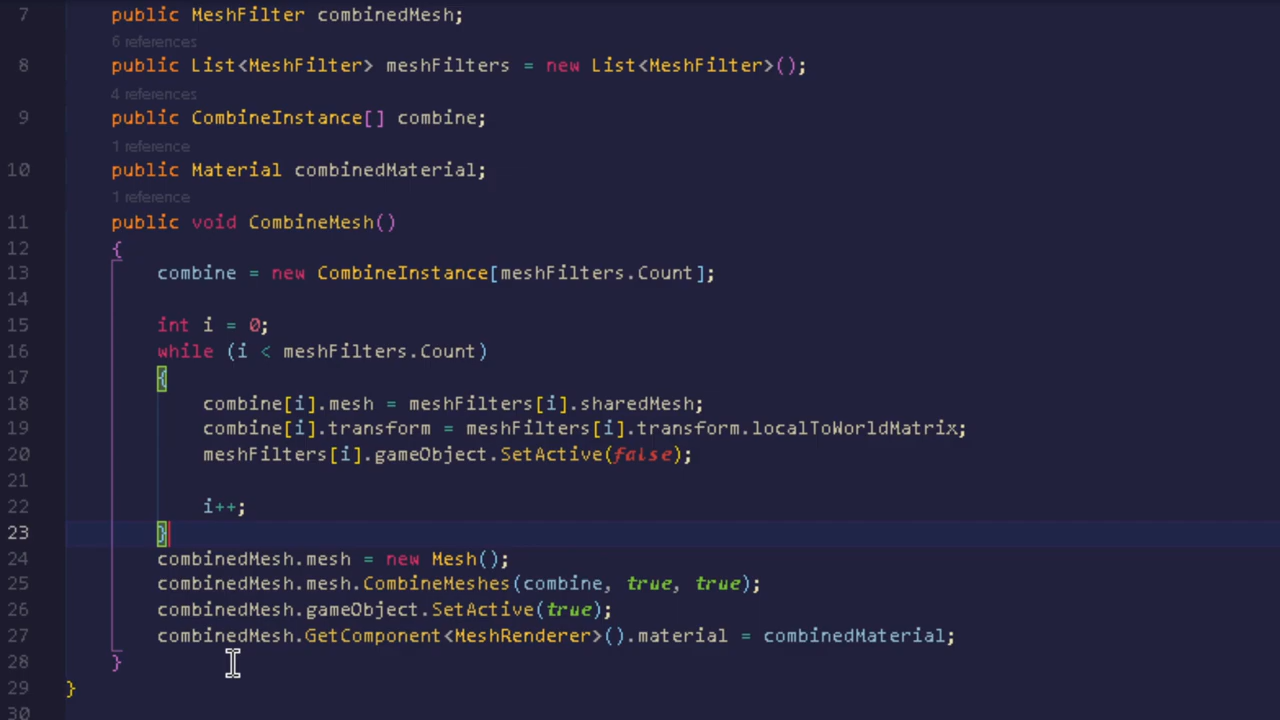 7 public MeshFilter combinedMesh;
6 references
8 public List<MeshFilter> meshFilters = new List<MeshFilter>();
4 references
9 public CombineInstance[] combine;
1 reference
10 public Material combinedMaterial;
1 reference
11 public void CombineMesh()
12 {
13 combine = new CombineInstance[meshFilters.Count];
14
15 int i = 0;
16 while (i < meshFilters.Count)
17 {
18 combine[i].mesh = meshFilters[i].sharedMesh;
19 combine[i].transform = meshFilters[i].transform.localToWorldMatrix;
20 meshFilters[i].gameObject.SetActive(false);
21
22 i++;
23 }
24 combinedMesh.mesh = new Mesh();
25 combinedMesh.mesh.CombineMeshes(combine, true, true);
26 combinedMesh.gameObject.SetActive(true);
27 combinedMesh.GetComponent<MeshRenderer>().material = combinedMaterial;
28 }
29 }
30